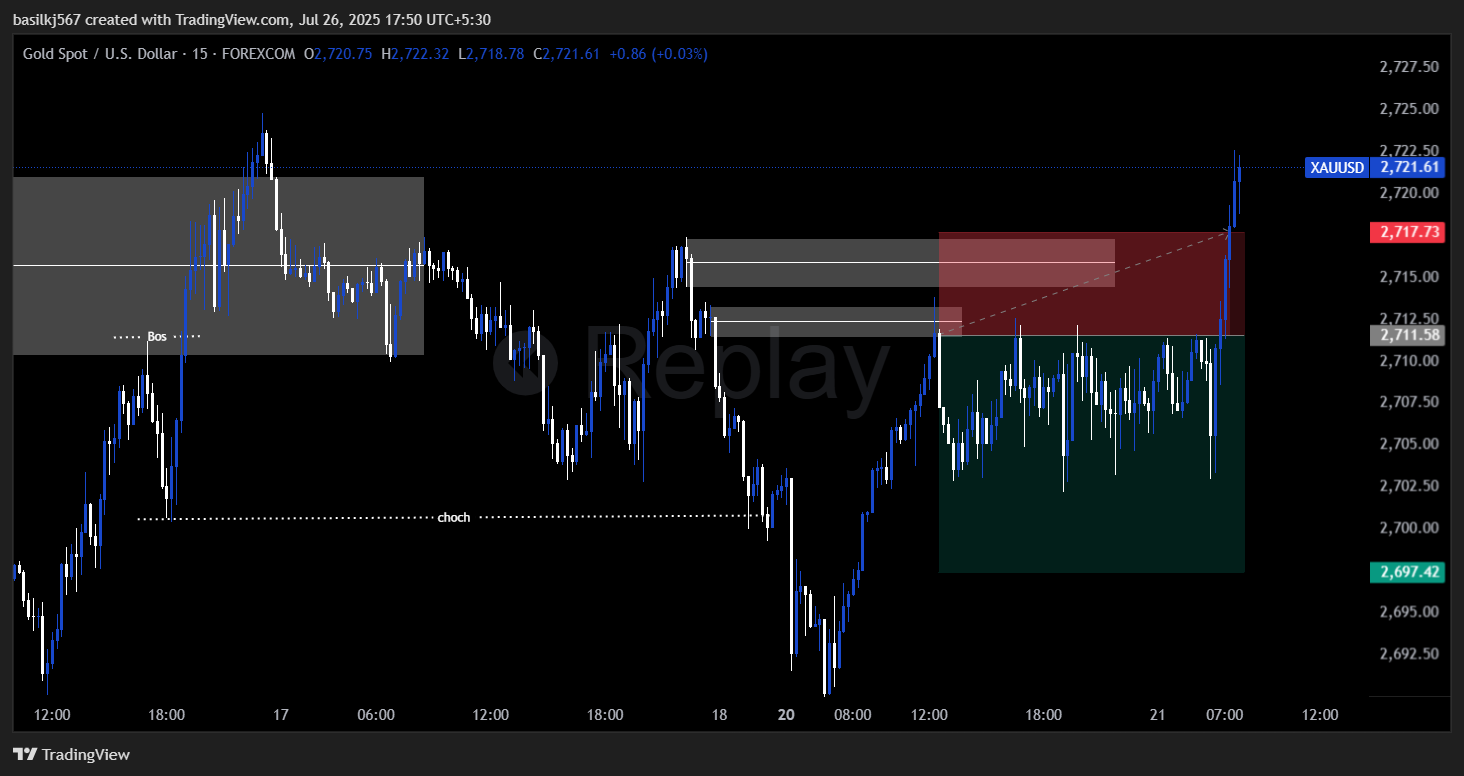 basilkj567 created with TradingView.com, Jul 26, 2025 17:50 UTC+5:30
Gold Spot / U.S. Dollar · 15 · FOREXCOM O2,720.75 H2,722.32 L2,718.78 C2,721.61 +0.86 (+0.03%)
2,727.50
2,725.00
2,722.50
XAUUSD 2,721.61
2,720.00
2,717.73
2,715.00
2,712.50
Bos
2,711.58
Replay
2,710.00
2,707.50
2,705.00
2,702.50
choch
2,700.00
2,697.42
2,695.00
2,692.50
12:00 18:00 17 06:00 12:00 18:00 18 20 08:00 12:00 18:00 21 07:00 12:00
TradingView